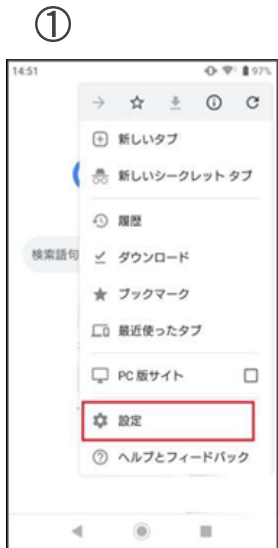 ①
14:51 97%
新しいタブ
新しいシークレット タブ
履歴
検索語句
ダウンロード
ブックマーク
最近使ったタブ
PC 版サイト
設定
ヘルプとフィードバック